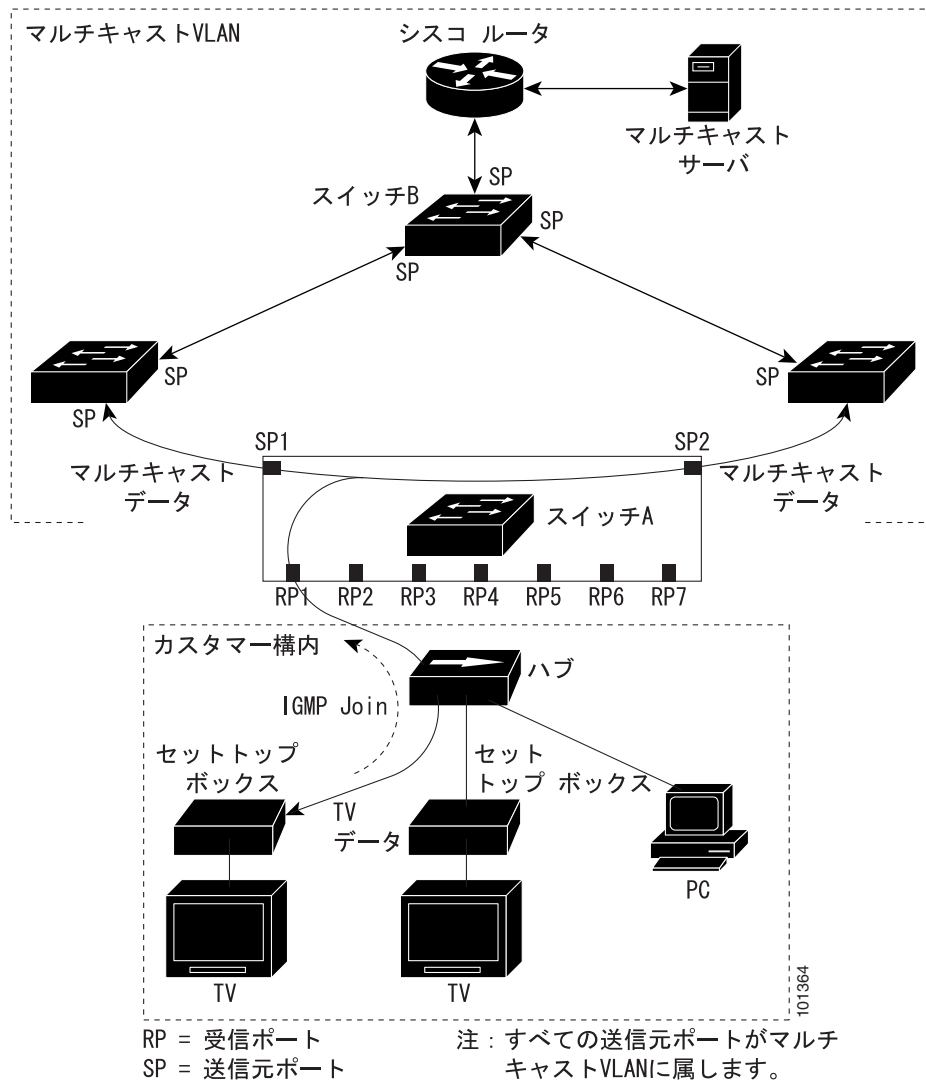 マルチキャストVLAN
シスコ ルータ
マルチキャスト
サーバ
SP
スイッチB
SP
SP
SP
SP
SP
SP1
SP2
マルチキャスト
データ
マルチキャスト
データ
スイッチA
RP1 RP2 RP3 RP4 RP5 RP6 RP7
カスタマー構内
ハブ
IGMP Join
セットトップ
ボックス
セット
トップ ボックス
TV
データ
PC
TV
TV
101364
RP = 受信ポート
SP = 送信元ポート
注：すべての送信元ポートがマルチ
キャストVLANに属します。